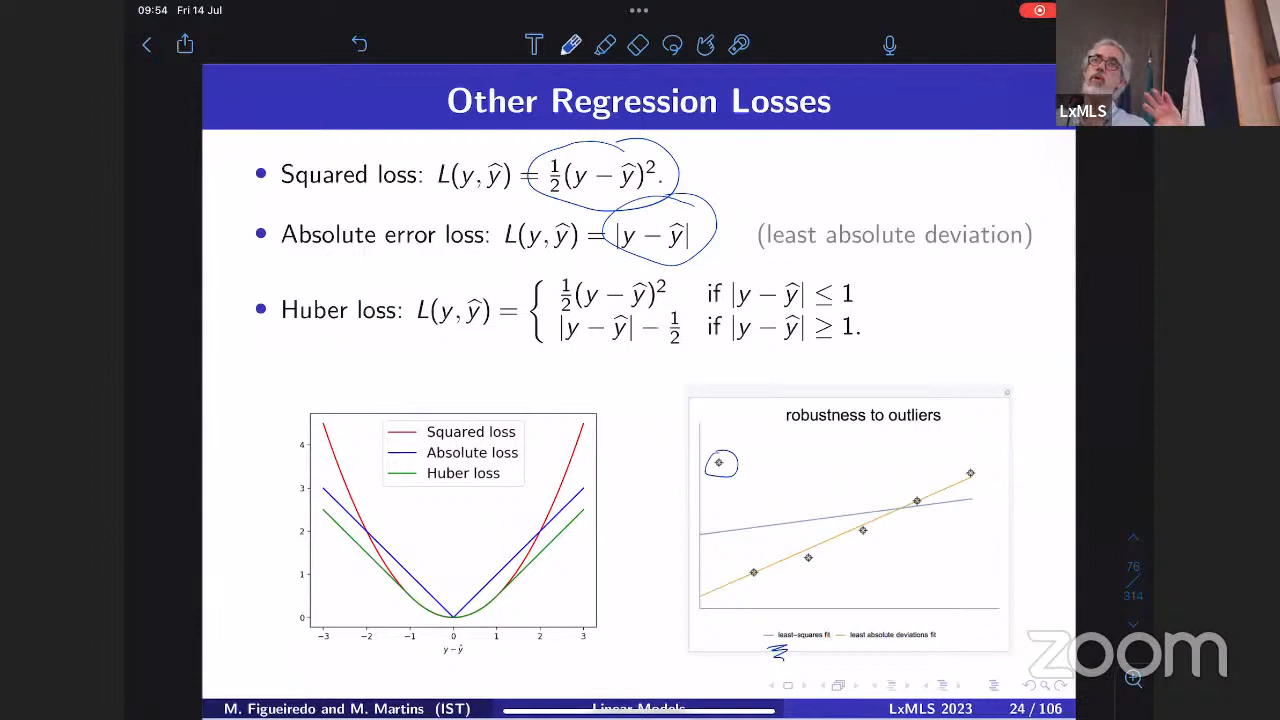 09:54 Fri 14 Jul
LxMLS
Other Regression Losses
• Squared loss: L(y, ŷ) = ½(y − ŷ)².
• Absolute error loss: L(y, ŷ) = |y − ŷ| (least absolute deviation)
• Huber loss: L(y, ŷ) = { ½(y − ŷ)² if |y − ŷ| ≤ 1
|y − ŷ| − ½ if |y − ŷ| ≥ 1.
Squared loss
Absolute loss
Huber loss
4
3
2
1
0
−3 −2 −1 0 1 2 3
y − ŷ
robustness to outliers
least−squares fit least absolute deviations fit
76
314
zoom
M. Figueiredo and M. Martins (IST) Linear Models LxMLS 2023 24 / 106